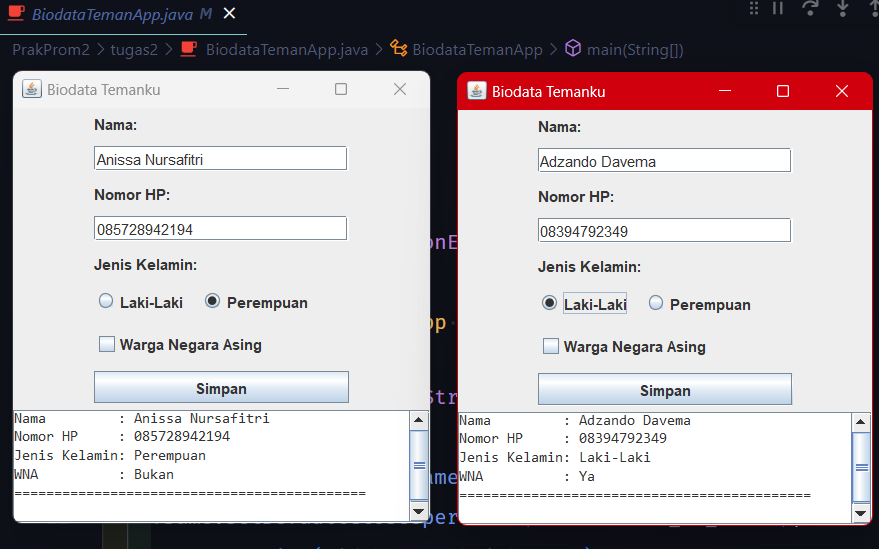 BiodataTemanApp.java M
PrakProm2 > tugas2 > BiodataTemanApp.java > BiodataTemanApp > main(String[])
Biodata Temanku
Nama:
Anissa Nursafitri
Nomor HP:
085728942194
Jenis Kelamin:
Laki-Laki Perempuan
Warga Negara Asing
Simpan
Nama : Anissa Nursafitri
Nomor HP : 085728942194
Jenis Kelamin: Perempuan
WNA : Bukan
============================================
Biodata Temanku
Nama:
Adzando Davema
Nomor HP:
08394792349
Jenis Kelamin:
Laki-Laki Perempuan
Warga Negara Asing
Simpan
Nama : Adzando Davema
Nomor HP : 08394792349
Jenis Kelamin: Laki-Laki
WNA : Ya
============================================